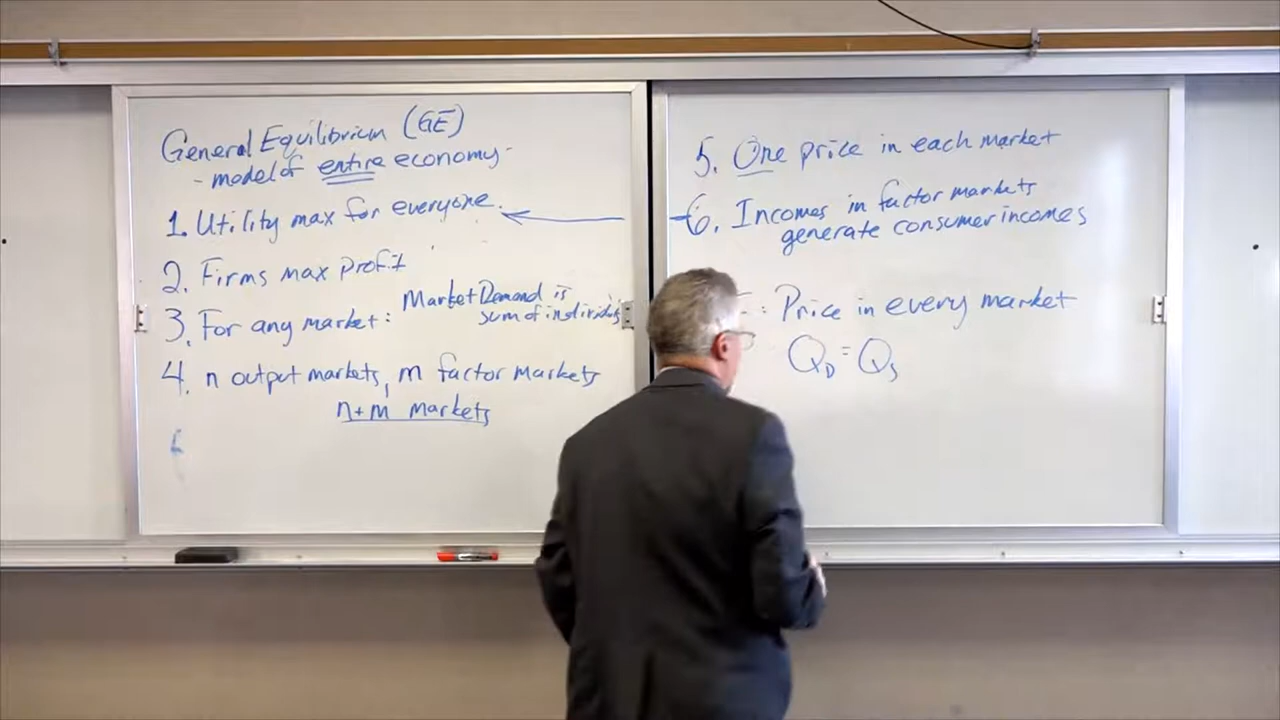 General Equilibrium (GE)
- model of entire economy
1. Utility max for everyone.
2. Firms max profit
3. For any market: Market Demand is
sum of individuals
4. n output markets, m factor markets
n+m markets
5. One price in each market
6. Incomes in factor markets
generate consumer incomes
: Price in every market
Q_D = Q_S